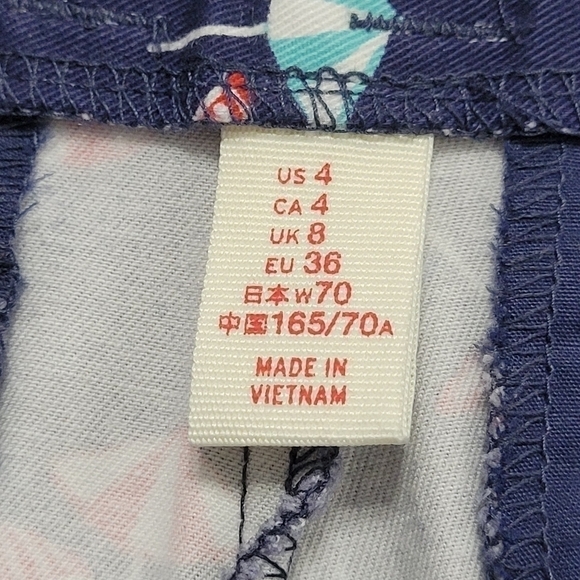 US 4
CA 4
UK 8
EU 36
日本 W70
中国 165/70A
MADE IN
VIETNAM